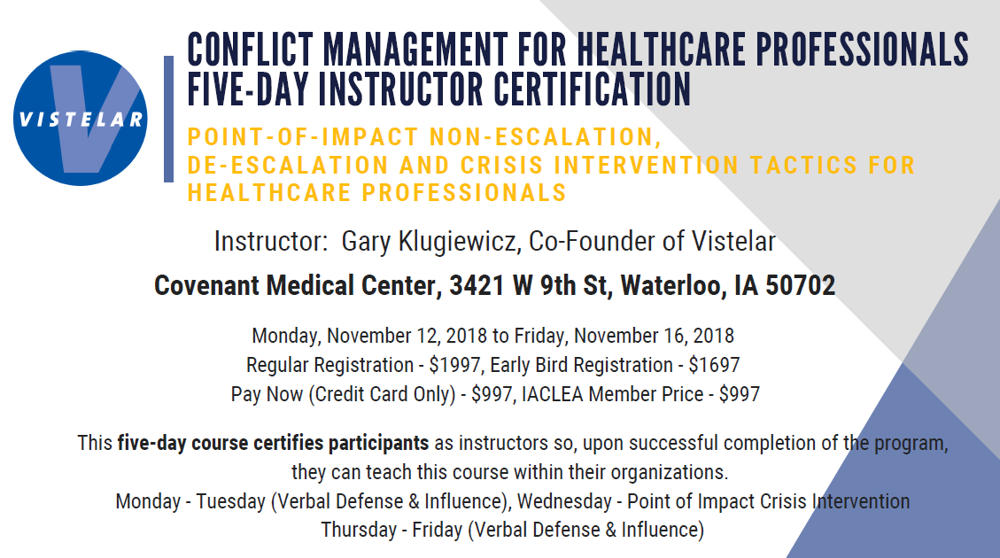 VISTELAR
CONFLICT MANAGEMENT FOR HEALTHCARE PROFESSIONALS
FIVE-DAY INSTRUCTOR CERTIFICATION
POINT-OF-IMPACT NON-ESCALATION,
DE-ESCALATION AND CRISIS INTERVENTION TACTICS FOR
HEALTHCARE PROFESSIONALS
Instructor:  Gary Klugiewicz, Co-Founder of Vistelar
Covenant Medical Center, 3421 W 9th St, Waterloo, IA 50702
Monday, November 12, 2018 to Friday, November 16, 2018
Regular Registration - $1997, Early Bird Registration - $1697
Pay Now (Credit Card Only) - $997, IACLEA Member Price - $997
This five-day course certifies participants as instructors so, upon successful completion of the program,
they can teach this course within their organizations.
Monday - Tuesday (Verbal Defense & Influence), Wednesday - Point of Impact Crisis Intervention
Thursday - Friday (Verbal Defense & Influence)